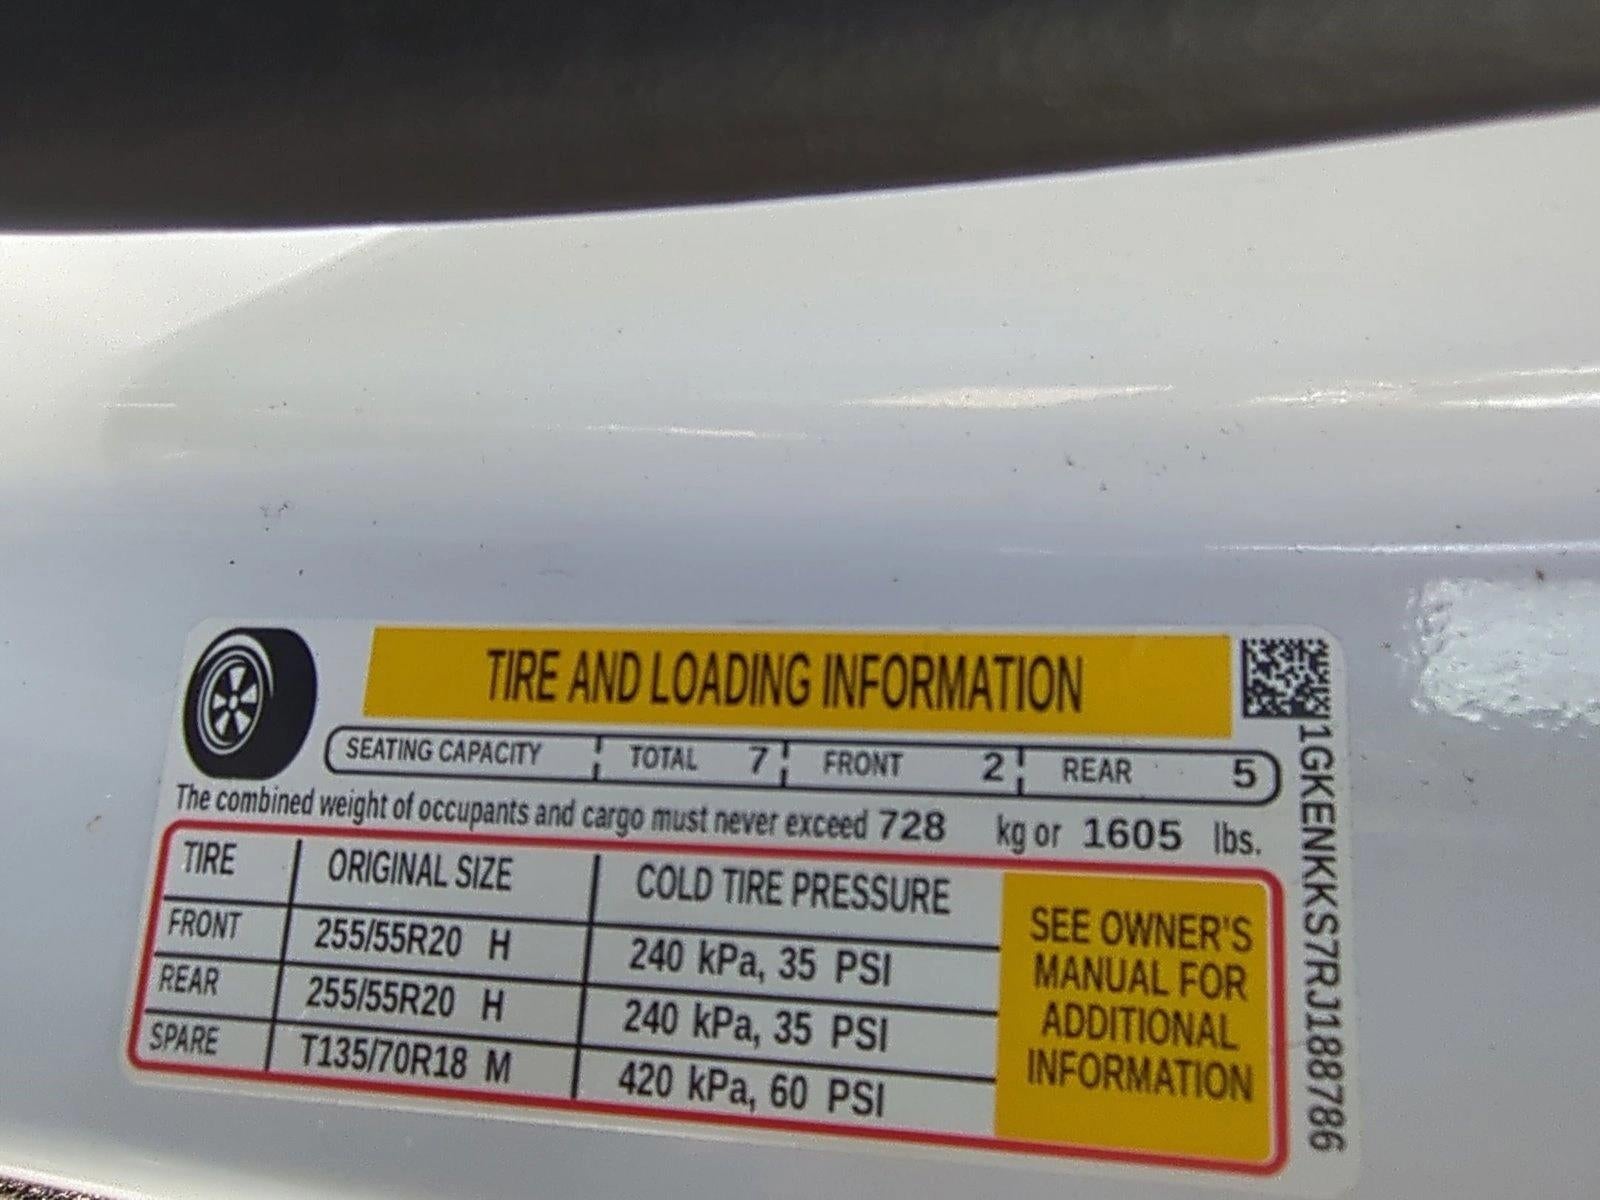 TIRE AND LOADING INFORMATION
SEATING CAPACITY TOTAL 7 FRONT 2 REAR 5
The combined weight of occupants and cargo must never exceed 728 kg or 1605 lbs.
TIRE ORIGINAL SIZE COLD TIRE PRESSURE
FRONT 255/55R20 H 240 kPa, 35 PSI
REAR 255/55R20 H 240 kPa, 35 PSI
SPARE T135/70R18 M 420 kPa, 60 PSI
SEE OWNER'S
MANUAL FOR
ADDITIONAL
INFORMATION
1GKENKKS7RJ188786